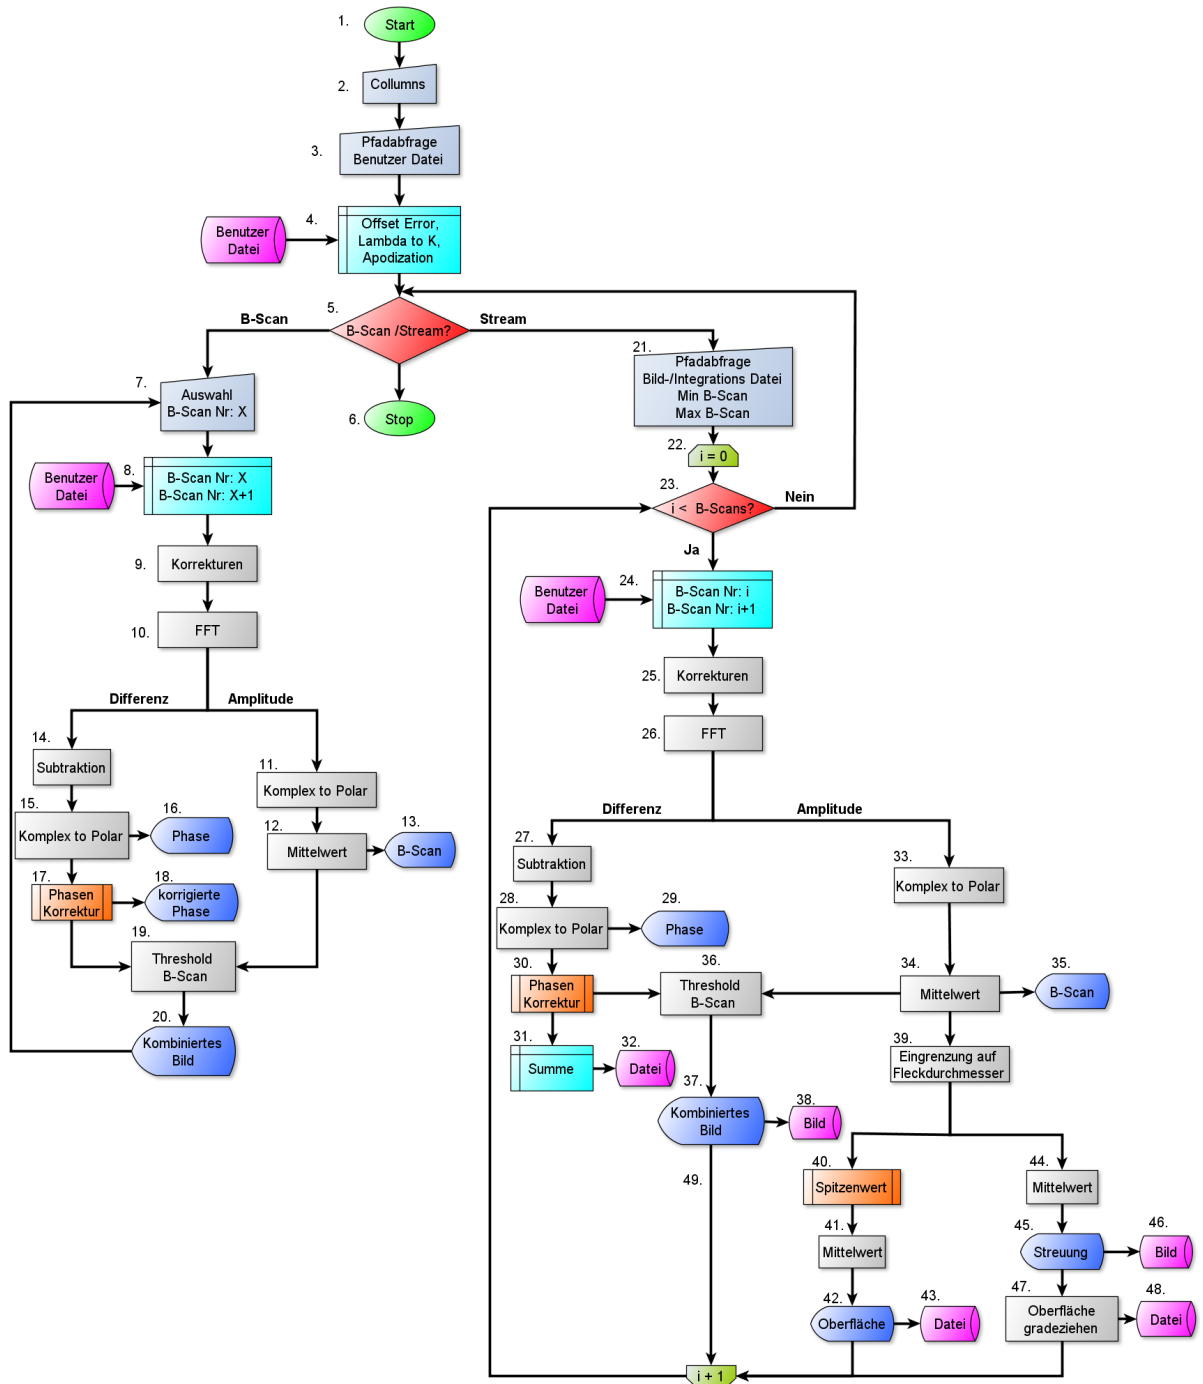 1.
Start
2.
Collumns
3.
Pfadabfrage
Benutzer Datei
4.
Benutzer
Datei
Offset Error,
Lambda to K,
Apodization
5.
B-Scan /Stream?
B-Scan
Stream
6.
Stop
7.
Auswahl
B-Scan Nr: X
8.
Benutzer
Datei
B-Scan Nr: X
B-Scan Nr: X+1
9.
Korrekturen
10.
FFT
Differenz
Amplitude
11.
Komplex to Polar
12.
Mittelwert
13.
B-Scan
14.
Subtraktion
15.
Komplex to Polar
16.
Phase
17.
Phasen
Korrektur
18.
korrigierte
Phase
19.
Threshold
B-Scan
20.
Kombiniertes
Bild
21.
Pfadabfrage
Bild-/Integrations Datei
Min B-Scan
Max B-Scan
22.
i = 0
23.
i < B-Scans?
Nein
Ja
24.
Benutzer
Datei
B-Scan Nr: i
B-Scan Nr: i+1
25.
Korrekturen
26.
FFT
Differenz
Amplitude
27.
Subtraktion
28.
Komplex to Polar
29.
Phase
30.
Phasen
Korrektur
31.
Summe
32.
Datei
33.
Komplex to Polar
34.
Mittelwert
35.
B-Scan
36.
Threshold
B-Scan
37.
Kombiniertes
Bild
38.
Bild
39.
Eingrenzung auf
Fleckdurchmesser
40.
Spitzenwert
41.
Mittelwert
42.
Oberfläche
43.
Datei
44.
Mittelwert
45.
Streuung
46.
Bild
47.
Oberfläche
gradeziehen
48.
Datei
49.
i + 1